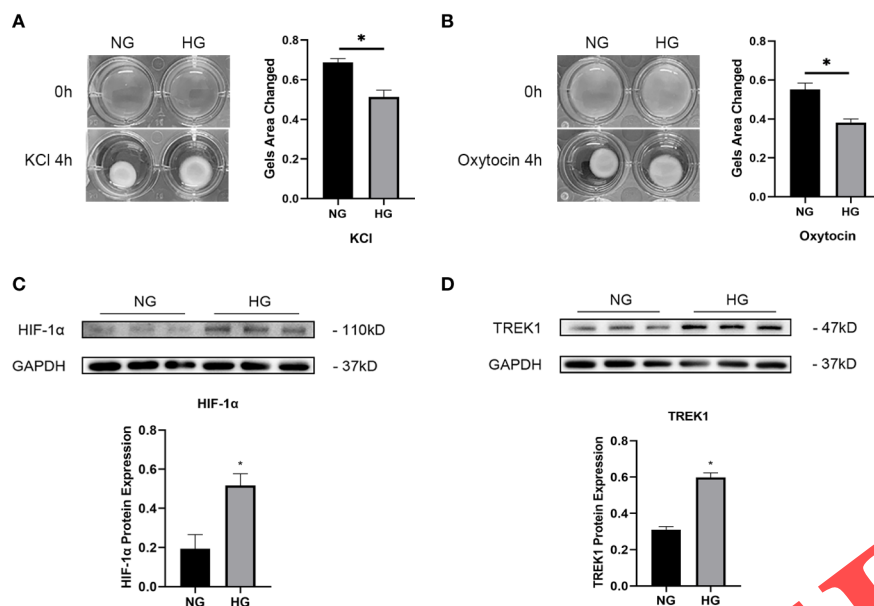 A
NG HG
0h
KCl 4h
Gels Area Changed
0.8
0.6
0.4
0.2
0.0
*
NG HG
KCl
B
NG HG
0h
Oxytocin 4h
Gels Area Changed
0.8
0.6
0.4
0.2
0.0
*
NG HG
Oxytocin
C
NG HG
HIF-1α - 110kD
GAPDH - 37kD
HIF-1α
HIF-1α Protein Expression
0.8
0.6
0.4
0.2
0.0
*
NG HG
D
NG HG
TREK1 - 47kD
GAPDH - 37kD
TREK1
TREK1 Protein Expression
0.8
0.6
0.4
0.2
0.0
*
NG HG